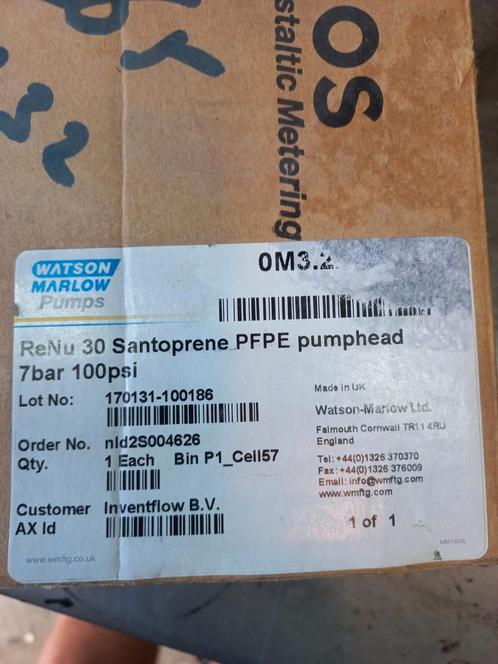 OS
staltic Metering
32
WATSON
MARLOW
Pumps
0M3.2
ReNu 30 Santoprene PFPE pumphead
7bar 100psi
Lot No: 170131-100186
Made in UK
Watson-Marlow Ltd.
Falmouth Cornwall TR11 4RU
England
Order No. nld2S004626
Qty. 1 Each Bin P1_Cell57
Tel: +44(0)1326 370370
Fax: +44(0)1326 376009
Email: info@wmftg.com
www.wmftg.com
Customer Inventflow B.V.
AX Id
1 of 1
www.wmftg.co.uk